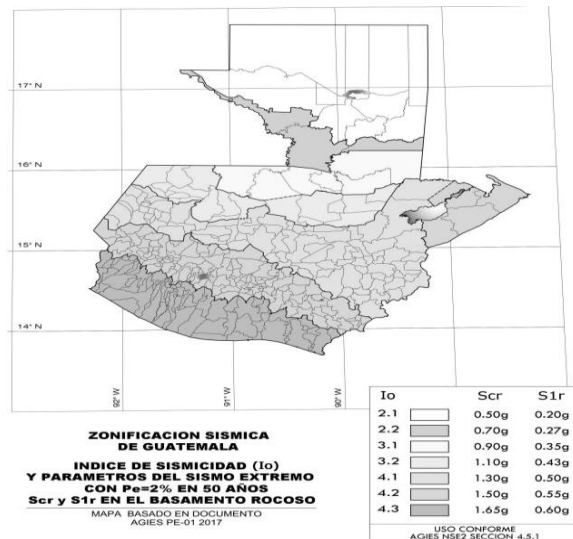 17° N
16° N
15° N
14° N
92° W
91° W
90° W
ZONIFICACION SISMICA
DE GUATEMALA
INDICE DE SISMICIDAD (Io)
Y PARAMETROS DEL SISMO EXTREMO
CON Pe=2% EN 50 AÑOS
Scr y S1r EN EL BASAMENTO ROCOSO
MAPA BASADO EN DOCUMENTO
AGIES PE-01 2017
Io Scr S1r
2.1 0.50g 0.20g
2.2 0.70g 0.27g
3.1 0.90g 0.35g
3.2 1.10g 0.43g
4.1 1.30g 0.50g
4.2 1.50g 0.55g
4.3 1.65g 0.60g
USO CONFORME
AGIES NSE2 SECCION 4.5.1